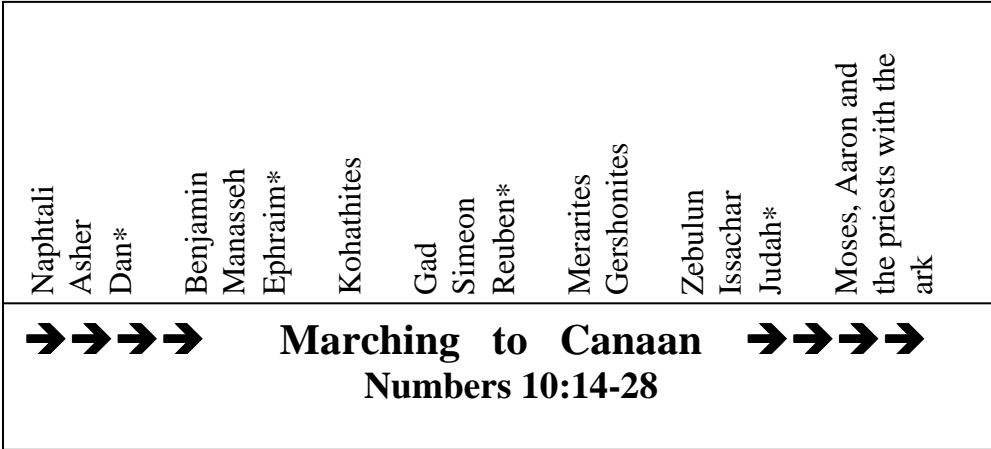 Naphtali
Asher
Dan*
Benjamin
Manasseh
Ephraim*
Kohathites
Gad
Simeon
Reuben*
Merarites
Gershonites
Zebulun
Issachar
Judah*
Moses, Aaron and
the priests with the
ark
➔➔➔➔ Marching to Canaan ➔➔➔➔
Numbers 10:14-28